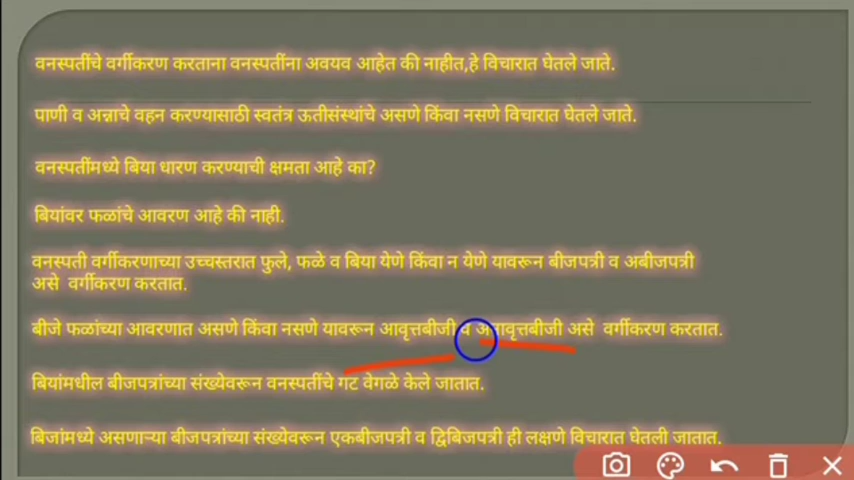 वनस्पतींचे वर्गीकरण करताना वनस्पतींना अवयव आहेत की नाहीत,हे विचारात घेतले जाते.
पाणी व अन्नाचे वहन करण्यासाठी स्वतंत्र ऊतीसंस्थांचे असणे किंवा नसणे विचारात घेतले जाते.
वनस्पतींमध्ये बिया धारण करण्याची क्षमता आहे का?
बियांवर फळांचे आवरण आहे की नाही.
वनस्पती वर्गीकरणाच्या उच्चस्तरात फुले, फळे व बिया येणे किंवा न येणे यावरून बीजपत्री व अबीजपत्री
असे वर्गीकरण करतात.
बीजे फळांच्या आवरणात असणे किंवा नसणे यावरून आवृत्तबीजी व अनावृत्तबीजी असे वर्गीकरण करतात.
बियांमधील बीजपत्रांच्या संख्येवरून वनस्पतींचे गट वेगळे केले जातात.
बिजांमध्ये असणाऱ्या बीजपत्रांच्या संख्येवरून एकबीजपत्री व द्विबिजपत्री ही लक्षणे विचारात घेतली जातात.